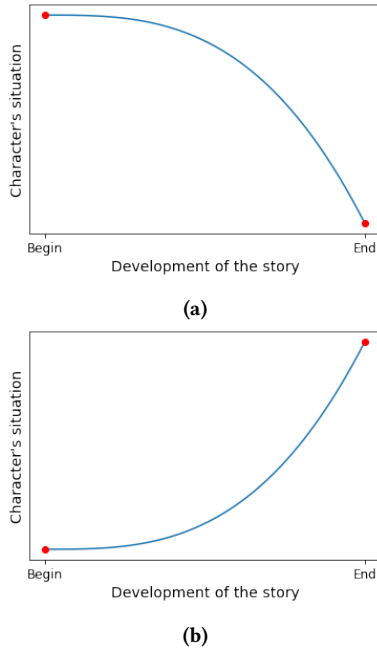 Character's situation
Begin
End
Development of the story
(a)
Character's situation
Begin
End
Development of the story
(b)